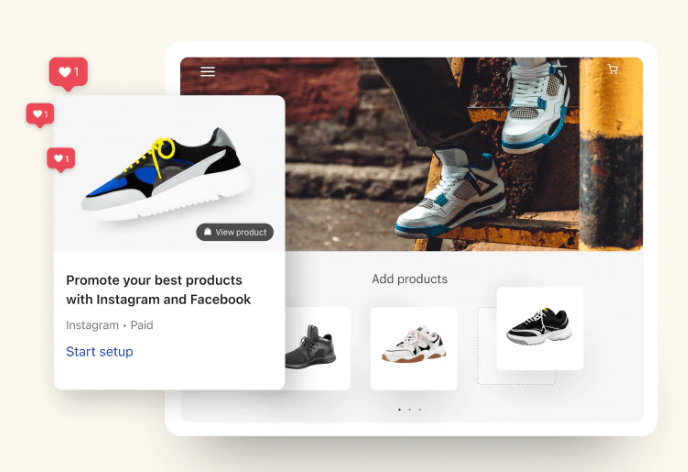 1
1
1
View product
Promote your best products
with Instagram and Facebook
Instagram • Paid
Start setup
Add products